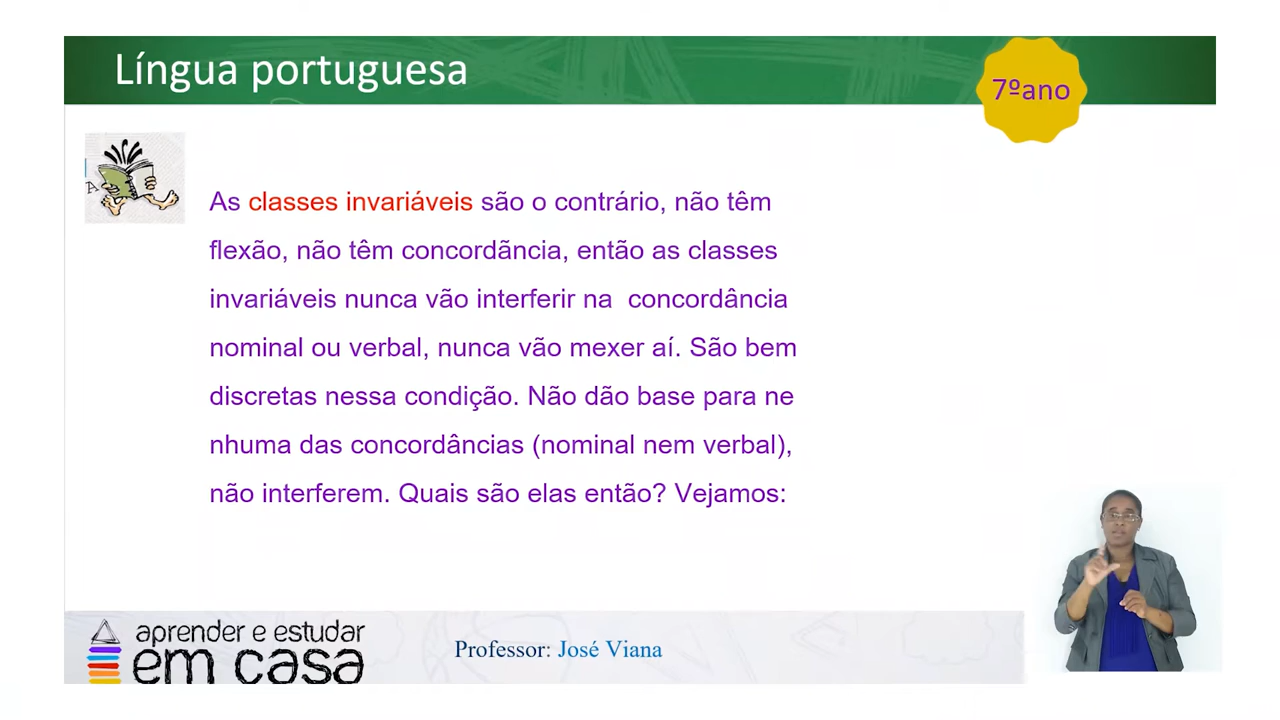 Língua portuguesa
7ºano
A
As classes invariáveis são o contrário, não têm
flexão, não têm concordãncia, então as classes
invariáveis nunca vão interferir na concordância
nominal ou verbal, nunca vão mexer aí. São bem
discretas nessa condição. Não dão base para ne
nhuma das concordâncias (nominal nem verbal),
não interferem. Quais são elas então? Vejamos:
aprender e estudar
em casa
Professor: José Viana